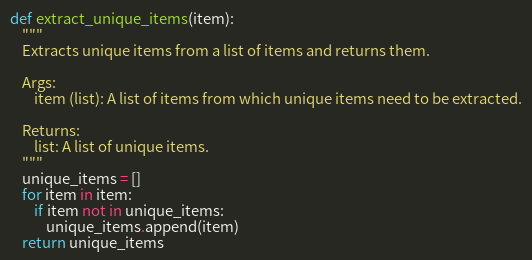 def extract_unique_items(item):
    """
    Extracts unique items from a list of items and returns them.

    Args:
        item (list): A list of items from which unique items need to be extracted.

    Returns:
        list: A list of unique items.
    """
    unique_items = []
    for item in item:
        if item not in unique_items:
            unique_items.append(item)
    return unique_items